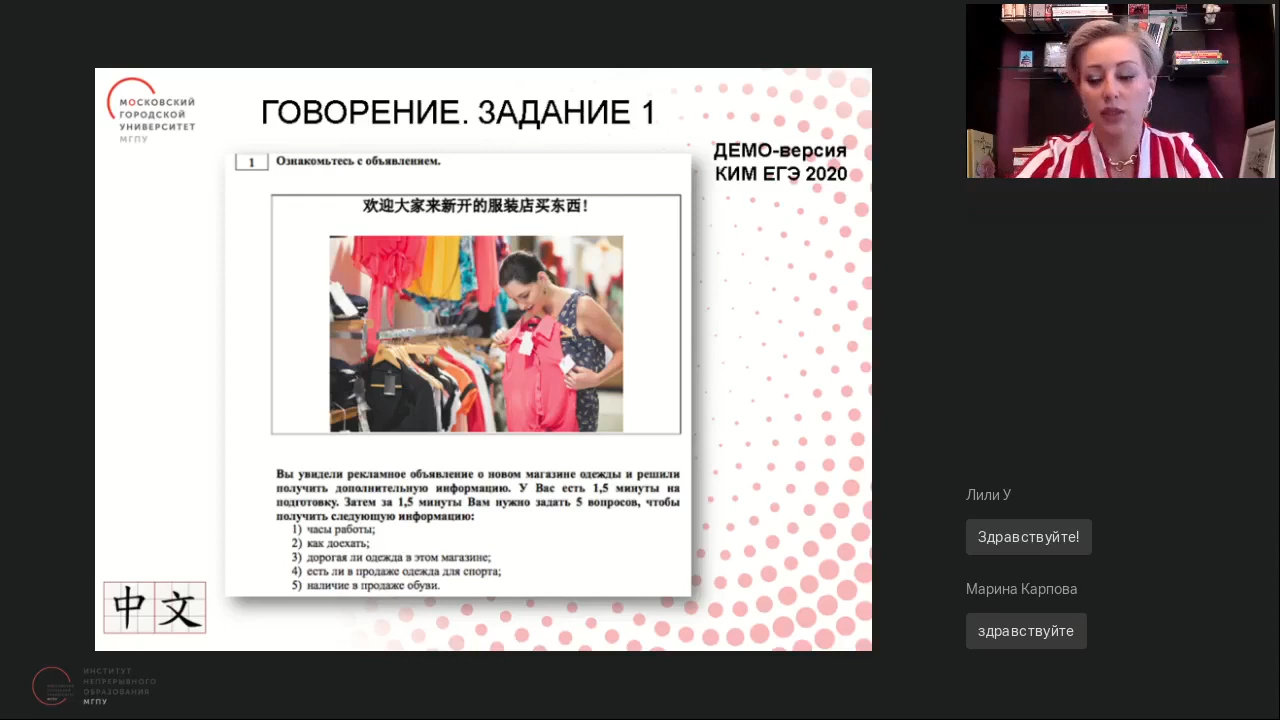 МОСКОВСКИЙ
ГОРОДСКОЙ
УНИВЕРСИТЕТ
МГПУ
ГОВОРЕНИЕ. ЗАДАНИЕ 1
ДЕМО-версия
КИМ ЕГЭ 2020
1 Ознакомьтесь с объявлением.
欢迎大家来新开的服装店买东西!
Вы увидели рекламное объявление о новом магазине одежды и решили
получить дополнительную информацию. У Вас есть 1,5 минуты на
подготовку. Затем за 1,5 минуты Вам нужно задать 5 вопросов, чтобы
получить следующую информацию:
1) часы работы;
2) как доехать;
3) дорогая ли одежда в этом магазине;
4) есть ли в продаже одежда для спорта;
5) наличие в продаже обуви.
中文
ИНСТИТУТ
НЕПРЕРЫВНОГО
ОБРАЗОВАНИЯ
МГПУ
Лили У
Здравствуйте!
Марина Карпова
здравствуйте